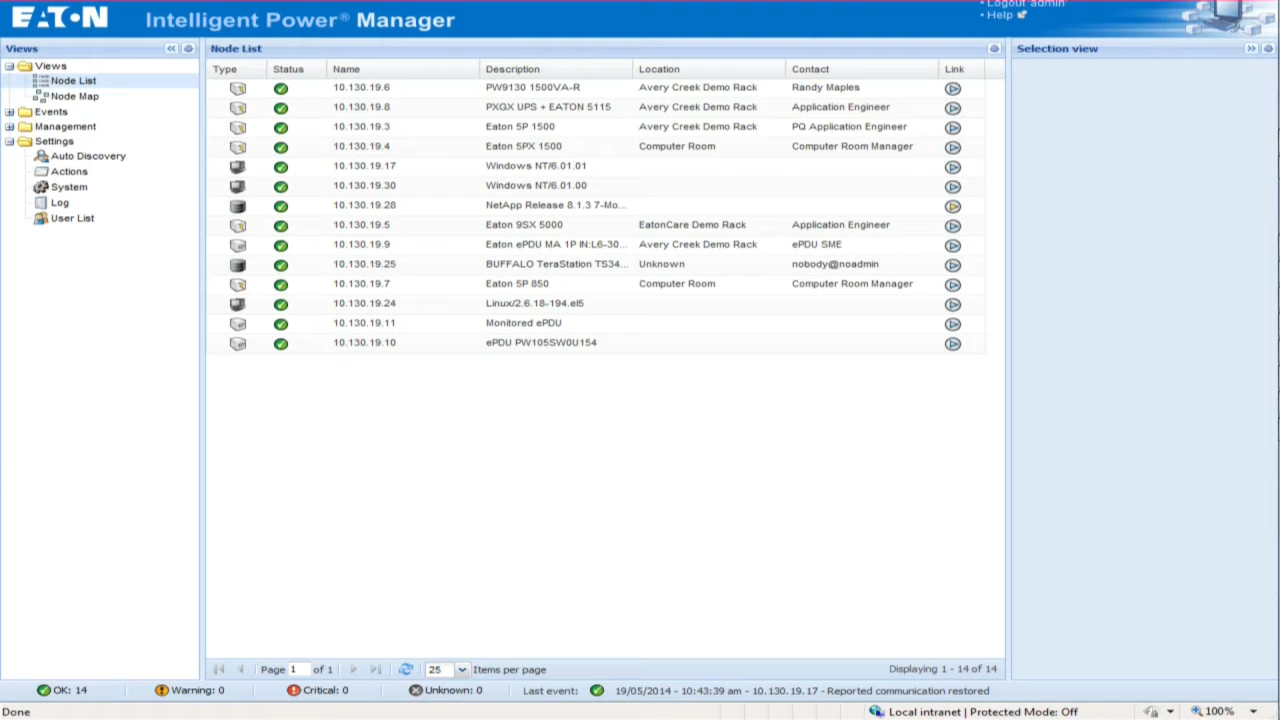 EATON Intelligent Power® Manager
• Logout 'admin'
• Help
Views
Node List
Selection view
Views
Node List
Node Map
Events
Management
Settings
Auto Discovery
Actions
System
Log
User List
Type Status Name Description Location Contact Link
10.130.19.6 PW9130 1500VA-R Avery Creek Demo Rack Randy Maples
10.130.19.8 PXGX UPS + EATON 5115 Avery Creek Demo Rack Application Engineer
10.130.19.3 Eaton 5P 1500 Avery Creek Demo Rack PQ Application Engineer
10.130.19.4 Eaton 5PX 1500 Computer Room Computer Room Manager
10.130.19.17 Windows NT/6.01.01
10.130.19.30 Windows NT/6.01.00
10.130.19.28 NetApp Release 8.1.3 7-Mo...
10.130.19.5 Eaton 9SX 5000 EatonCare Demo Rack Application Engineer
10.130.19.9 Eaton ePDU MA 1P IN:L6-30... Avery Creek Demo Rack ePDU SME
10.130.19.25 BUFFALO TeraStation TS34... Unknown nobody@noadmin
10.130.19.7 Eaton 5P 850 Computer Room Computer Room Manager
10.130.19.24 Linux/2.6.18-194.el5
10.130.19.11 Monitored ePDU
10.130.19.10 ePDU PW105SW0U154
Page 1 of 1 25 Items per page Displaying 1 - 14 of 14
OK: 14 Warning: 0 Critical: 0 Unknown: 0 Last event: 19/05/2014 - 10:43:39 am - 10.130.19.17 - Reported communication restored
Done Local intranet | Protected Mode: Off 100%